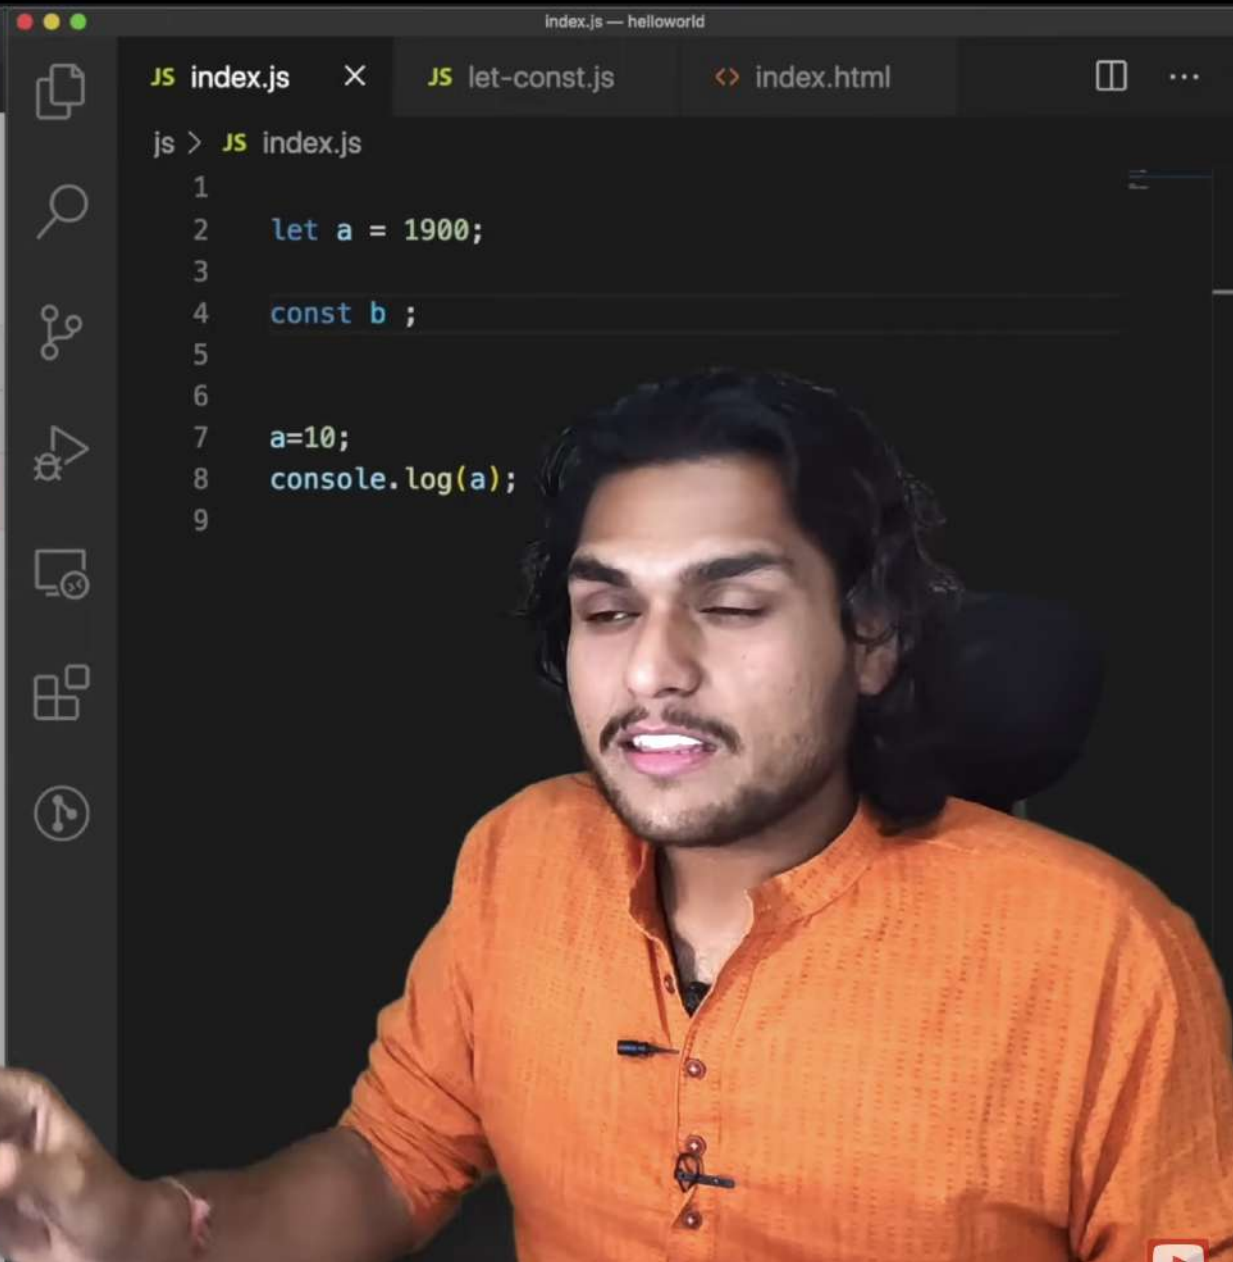 index.js — helloworld
JS index.js × JS let-const.js <> index.html ...
js > JS index.js
1
2 let a = 1900;
3
4 const b ;
5
6
7 a=10;
8 console.log(a);
9